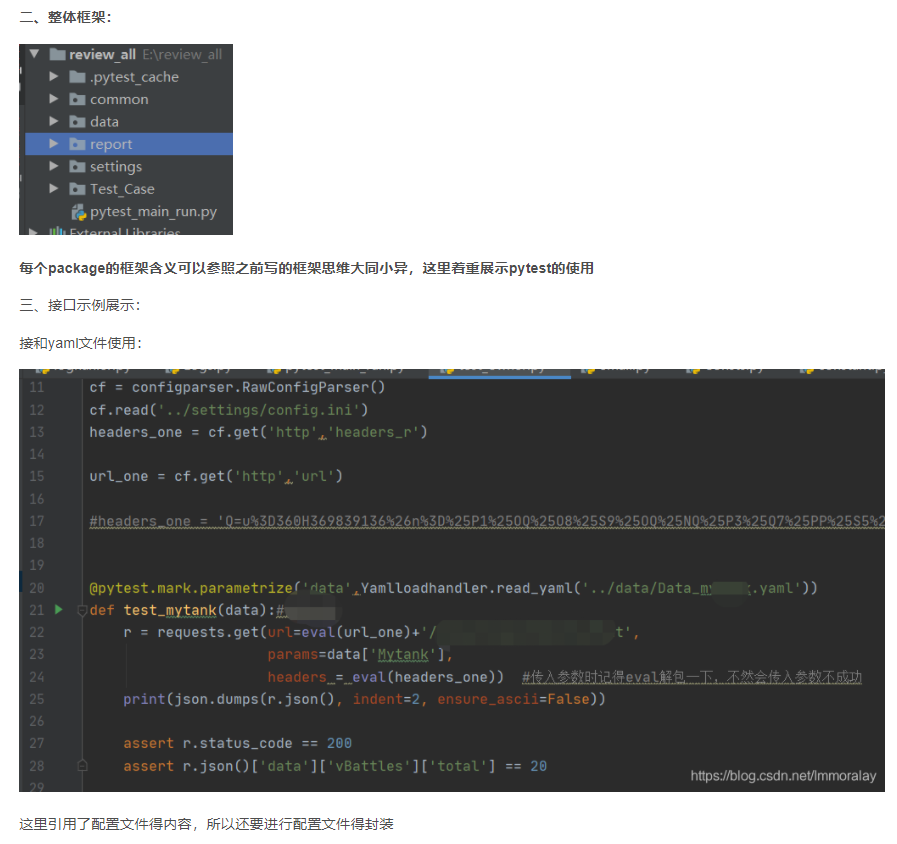 二、整体框架：
review_all E:\review_all
.pytest_cache
common
data
report
settings
Test_Case
pytest_main_run.py
External Libraries
每个package的框架含义可以参照之前写的框架思维大同小异，这里着重展示pytest的使用
三、接口示例展示：
接和yaml文件使用：
11 cf = configparser.RawConfigParser()
12 cf.read('../settings/config.ini')
13 headers_one = cf.get('http','headers_r')
14
15 url_one = cf.get('http','url')
16
17 #headers_one = 'Q=u%3D360H369839136%26n%3D%25P1%25OQ%25O8%25S9%25OQ%25NQ%25P3%25Q7%25PP%25S5%2
18
19
20 @pytest.mark.parametrize('data',Yamlloadhandler.read_yaml('../data/Data_my .yaml'))
21 def test_mytank(data):#
22 r = requests.get(url=eval(url_one)+'/ t',
23 params=data['Mytank'],
24 headers = eval(headers_one)) #传入参数时记得eval解包一下，不然会传入参数不成功
25 print(json.dumps(r.json(), indent=2, ensure_ascii=False))
26
27 assert r.status_code == 200
28 assert r.json()['data']['vBattles']['total'] == 20
29
https://blog.csdn.net/Immoralay
这里引用了配置文件得内容，所以还要进行配置文件得封装